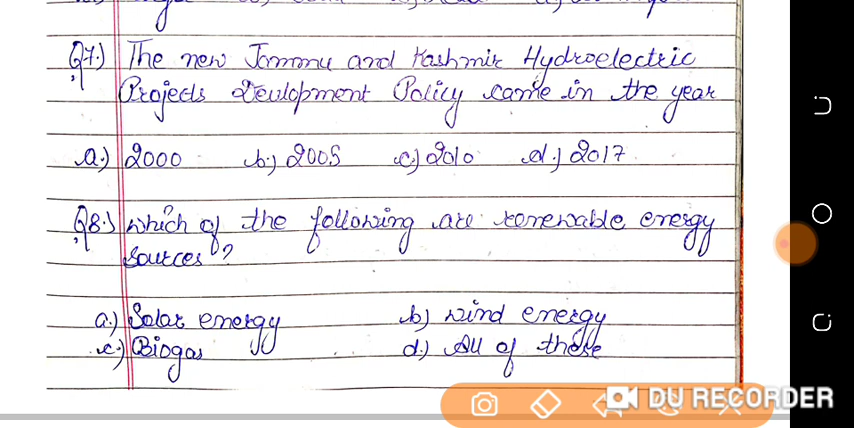 Q7.) The new Jammu and Kashmir Hydroelectric
Projects Devlopment Policy came in the year
a.) 2000 b.) 2005 c.) 2010 d.) 2017
Q8.) Which of the following are renewable energy
sources?
a.) Solar energy b.) wind energy
c.) Biogas d.) All of these
DU RECORDER